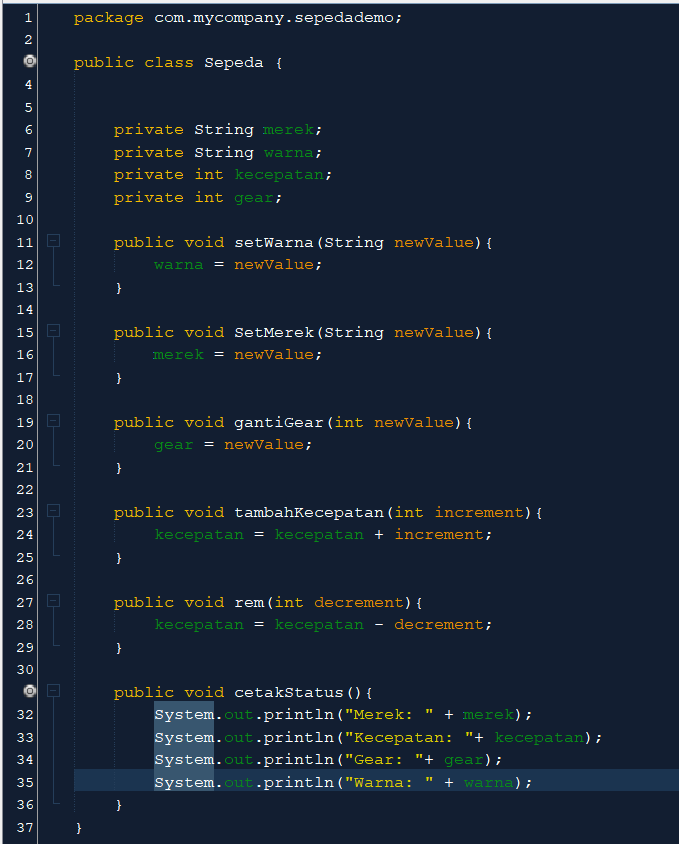 1 package com.mycompany.sepedademo;
2
public class Sepeda {
4
5
6 private String merek;
7 private String warna;
8 private int kecepatan;
9 private int gear;
10
11 public void setWarna(String newValue){
12 warna = newValue;
13 }
14
15 public void SetMerek(String newValue){
16 merek = newValue;
17 }
18
19 public void gantiGear(int newValue){
20 gear = newValue;
21 }
22
23 public void tambahKecepatan(int increment){
24 kecepatan = kecepatan + increment;
25 }
26
27 public void rem(int decrement){
28 kecepatan = kecepatan - decrement;
29 }
30
public void cetakStatus(){
32 System.out.println("Merek: " + merek);
33 System.out.println("Kecepatan: "+ kecepatan);
34 System.out.println("Gear: "+ gear);
35 System.out.println("Warna: " + warna);
36 }
37 }